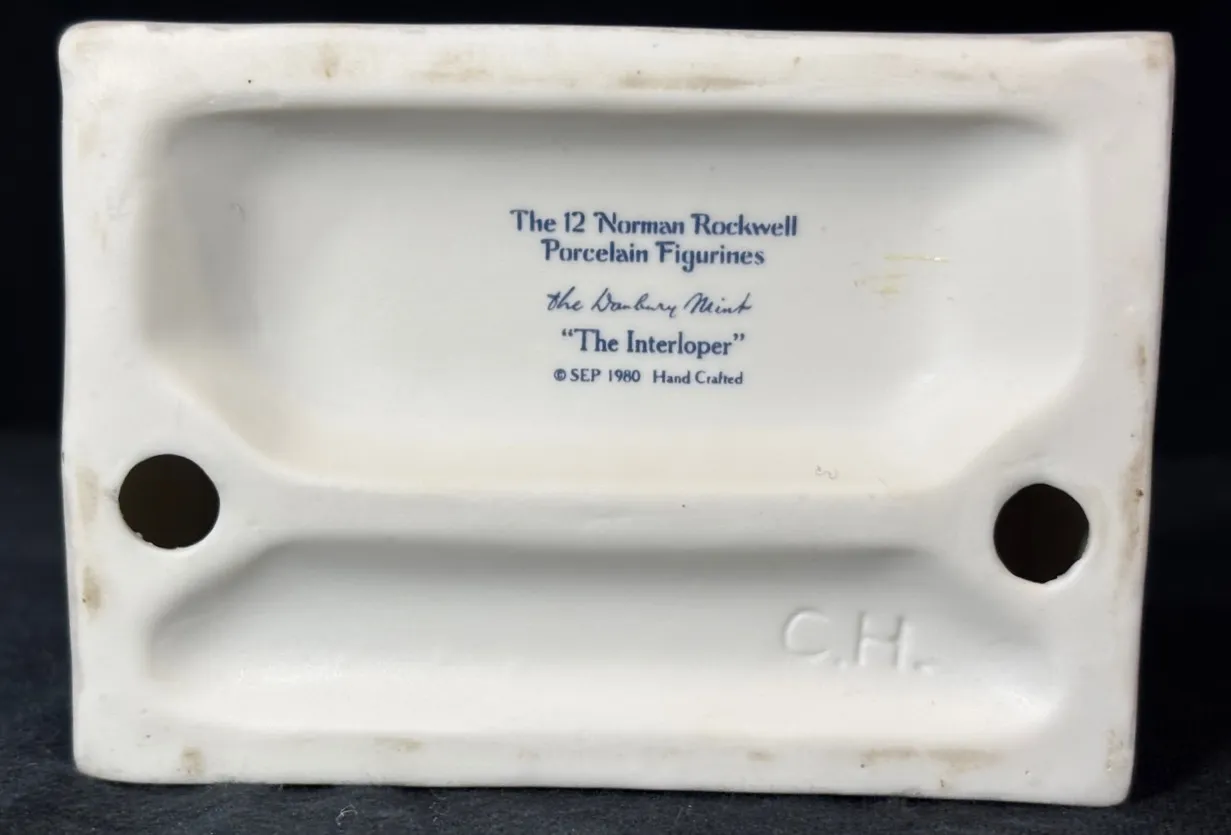 The 12 Norman Rockwell
Porcelain Figurines
the Danbury Mint
“The Interloper”
© SEP 1980 Hand Crafted
C.H.